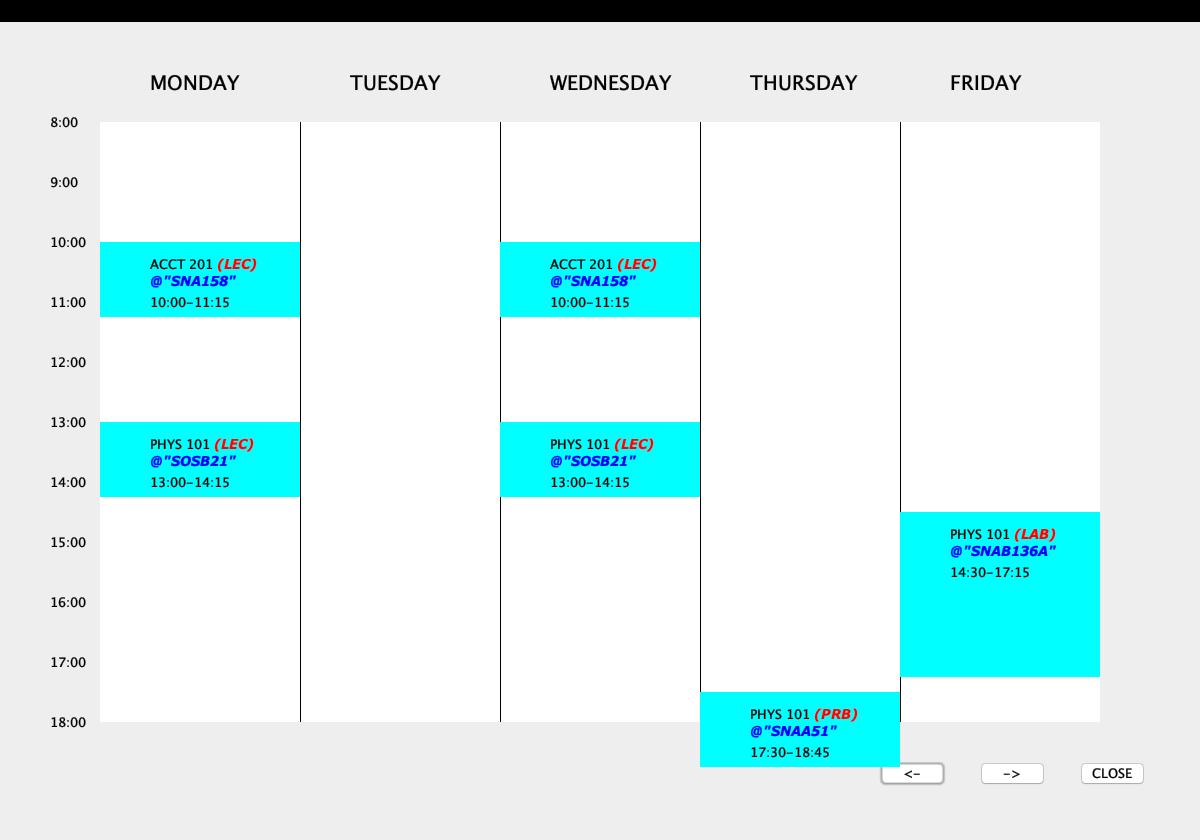 MONDAY TUESDAY WEDNESDAY THURSDAY FRIDAY
8:00
9:00
10:00
ACCT 201 (LEC) ACCT 201 (LEC)
@"SNA158" @"SNA158"
11:00 10:00-11:15 10:00-11:15
12:00
13:00
PHYS 101 (LEC) PHYS 101 (LEC)
@"SOSB21" @"SOSB21"
14:00 13:00-14:15 13:00-14:15
PHYS 101 (LAB)
15:00 @"SNAB136A"
14:30-17:15
16:00
17:00
PHYS 101 (PRB)
18:00 @"SNAA51"
17:30-18:45
<- -> CLOSE